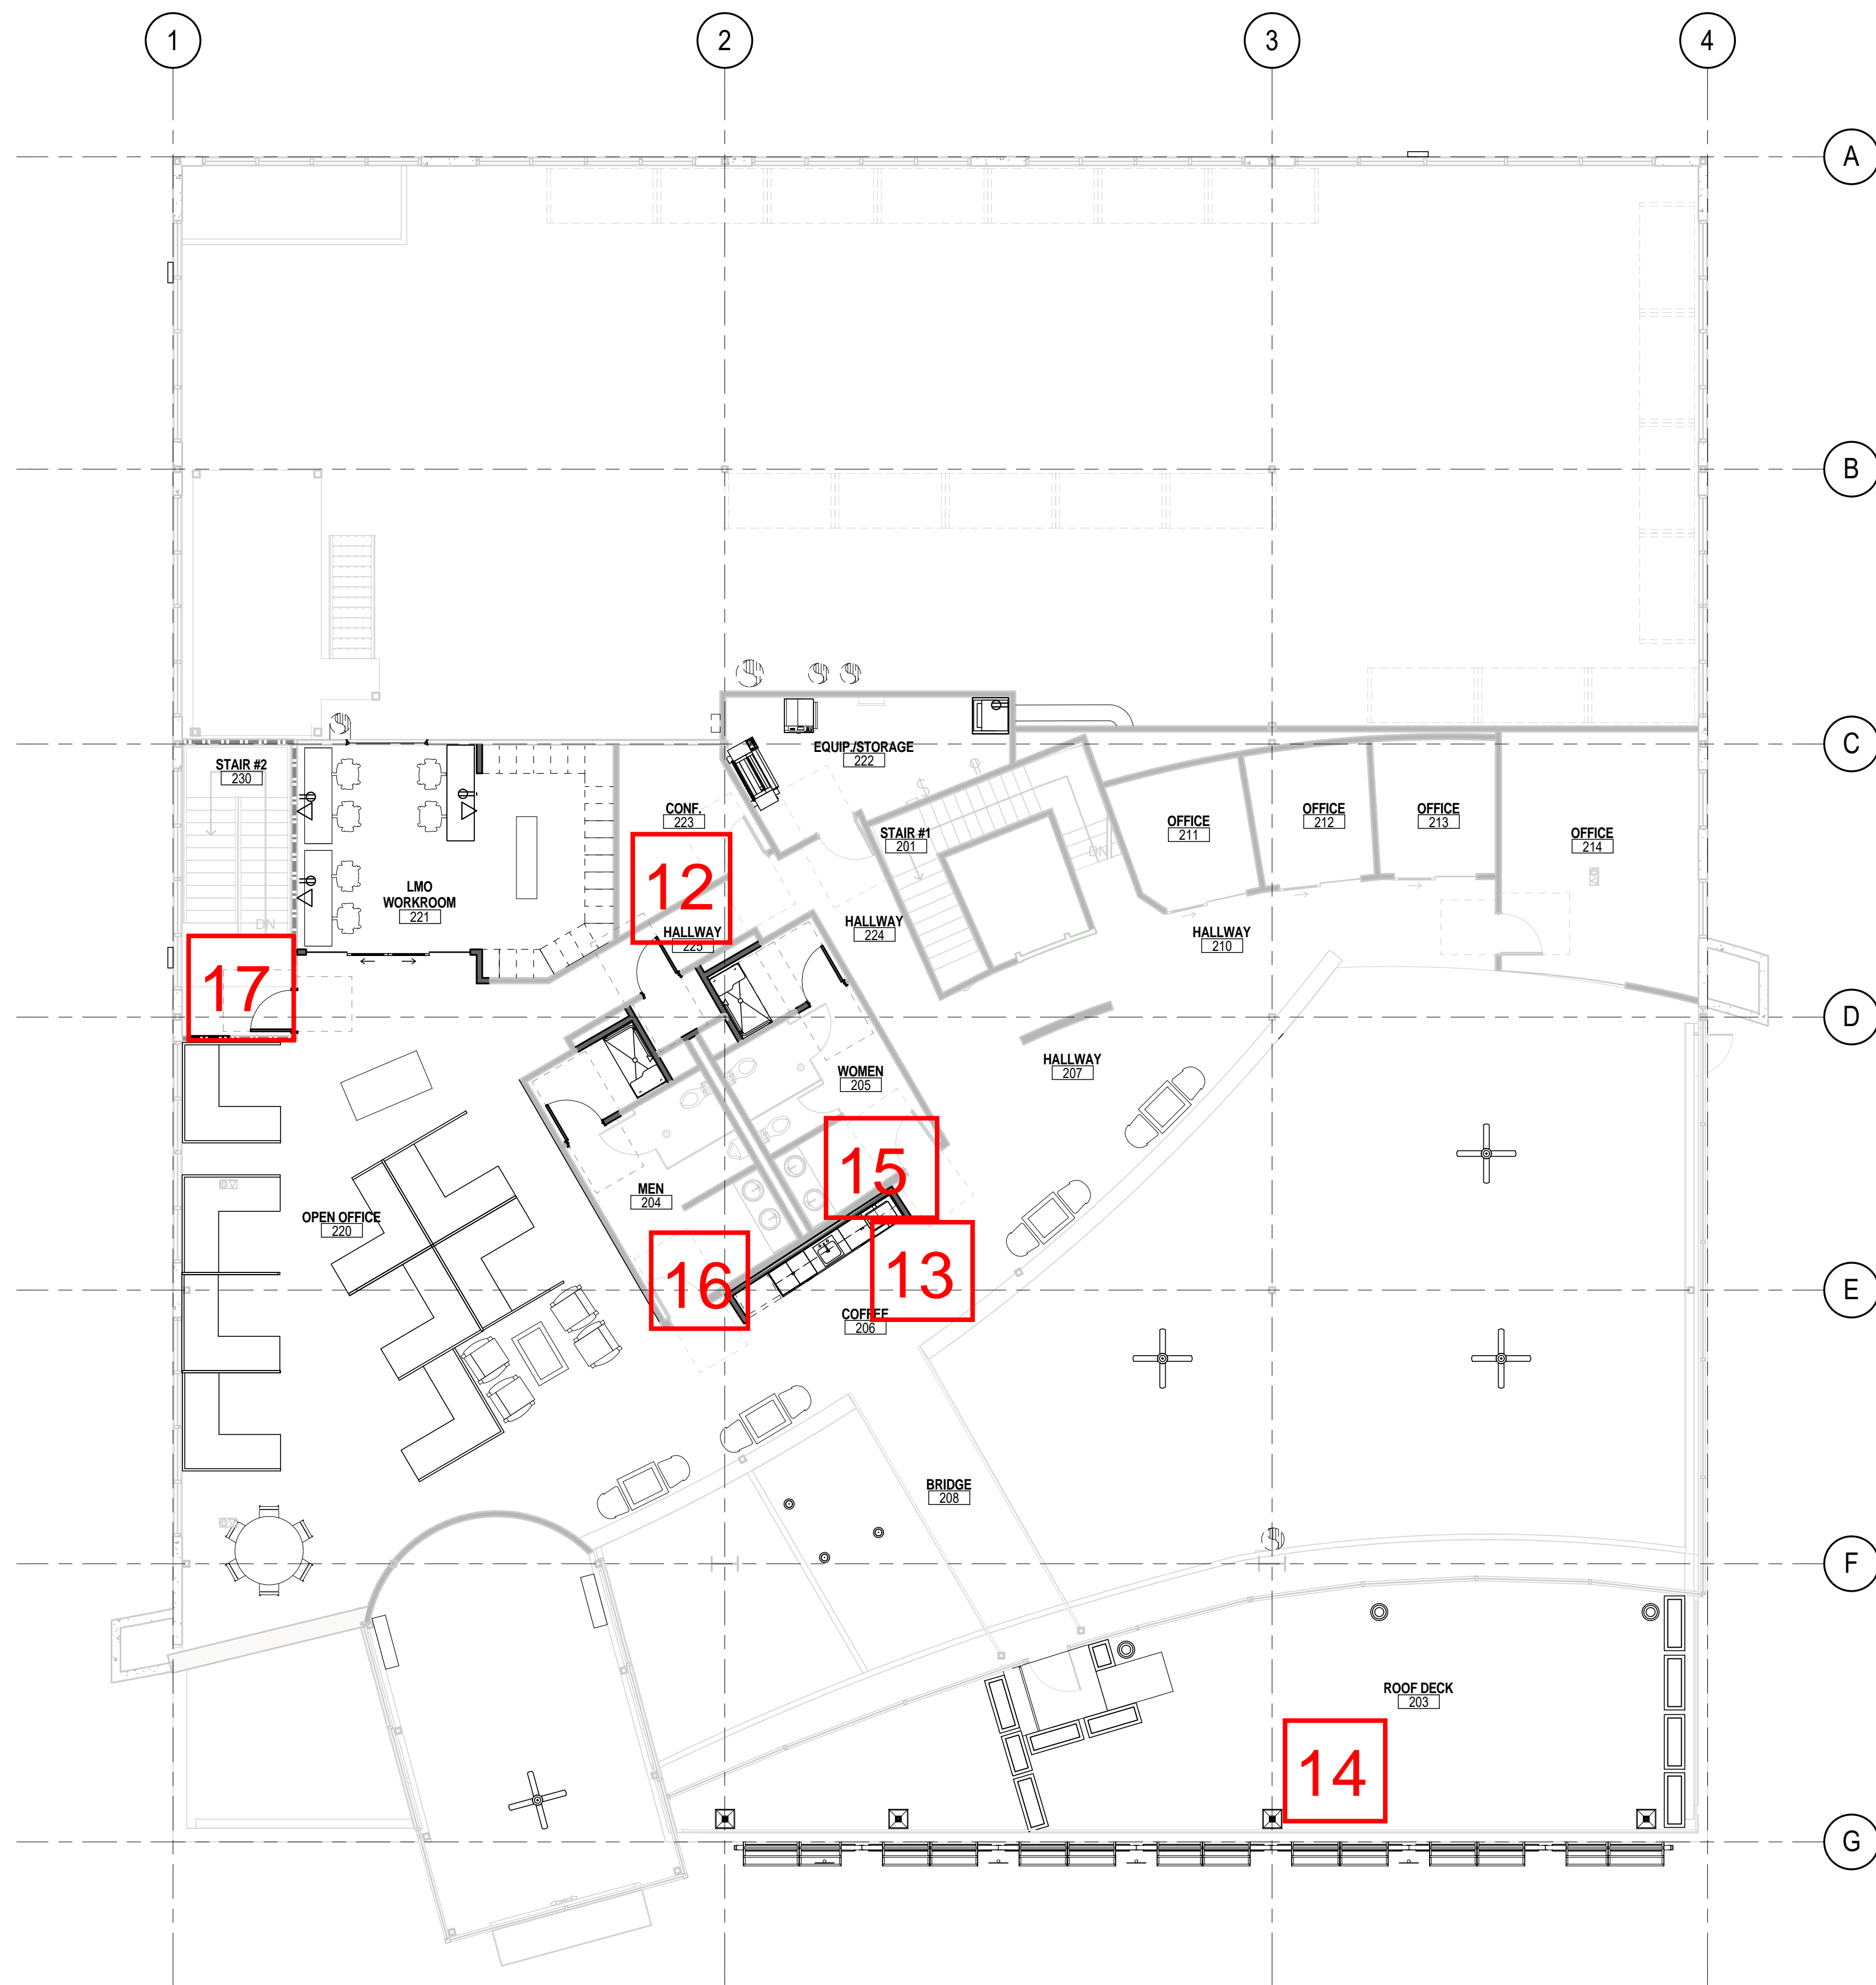 1
2
3
4
A
B
C
STAIR #2
230
EQUIP./STORAGE
222
CONF.
223
STAIR #1
201
OFFICE
211
OFFICE
212
OFFICE
213
OFFICE
214
DN
LMO
WORKROOM
221
12
DN
HALLWAY
225
HALLWAY
224
HALLWAY
210
17
D
HALLWAY
207
WOMEN
205
15
MEN
204
OPEN OFFICE
220
16
13
E
COFFEE
206
BRIDGE
208
F
ROOF DECK
203
14
G